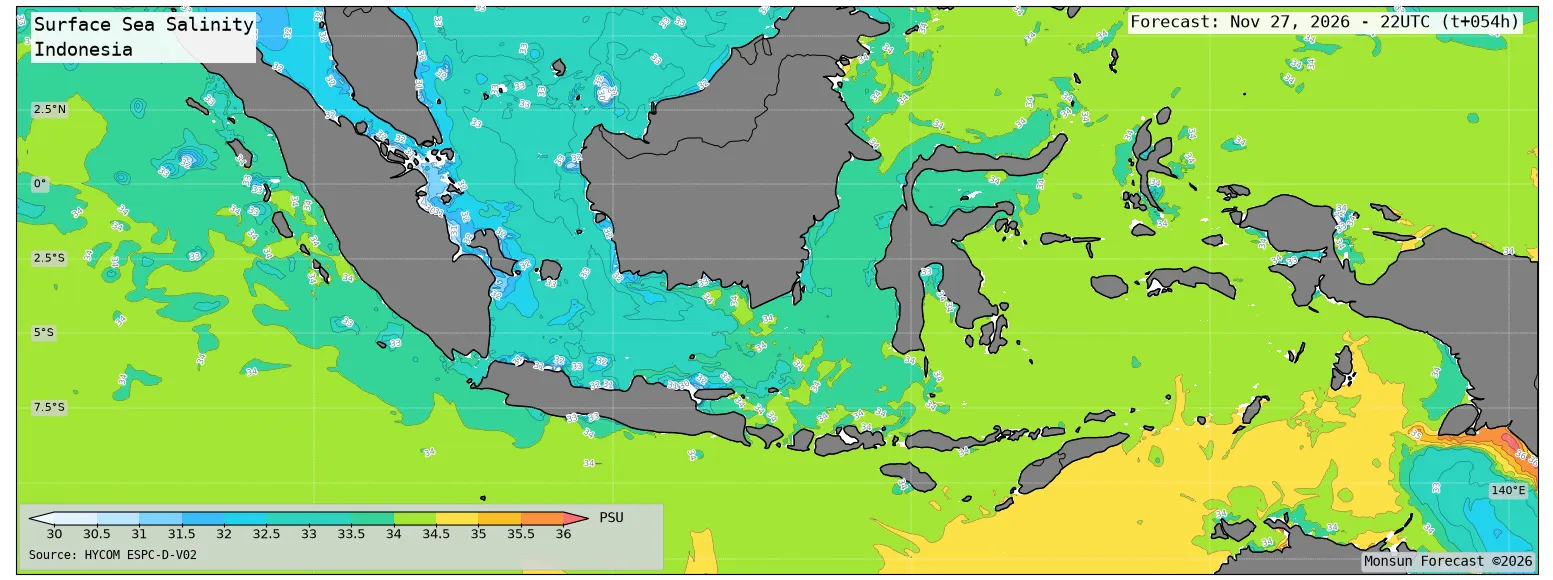 Surface Sea Salinity
Indonesia
Forecast: Nov 27, 2026 - 22UTC (t+054h)
2.5°N
0°
2.5°S
5°S
7.5°S
140°E
PSU
30 30.5 31 31.5 32 32.5 33 33.5 34 34.5 35 35.5 36
Source: HYCOM ESPC-D-V02
Monsun Forecast ©2026